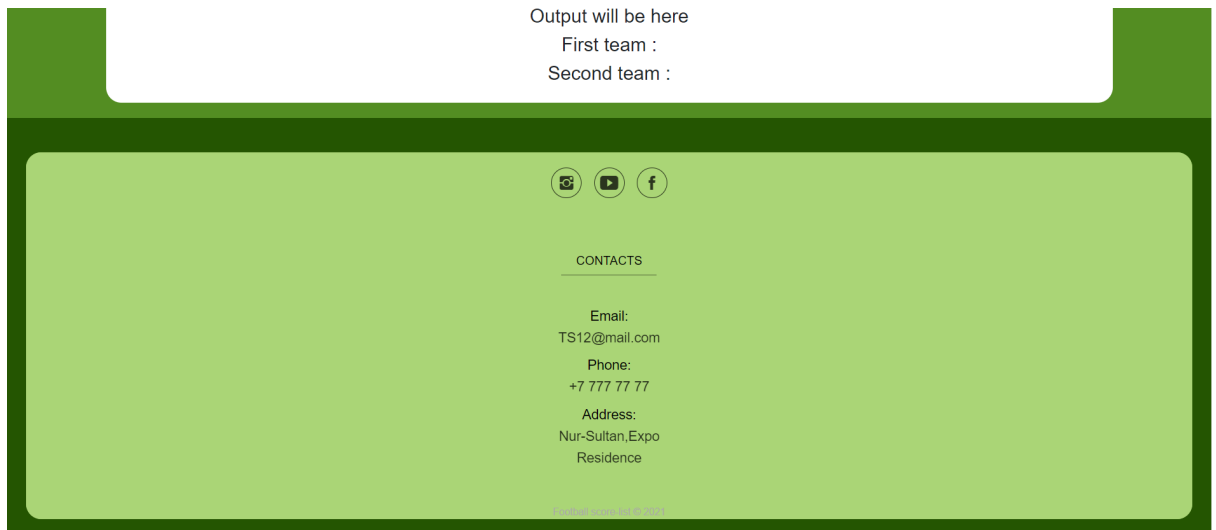 Output will be here
First team :
Second team :
CONTACTS
Email:
TS12@mail.com
Phone:
+7 777 77 77
Address:
Nur-Sultan,Expo
Residence
Football score-list © 2021